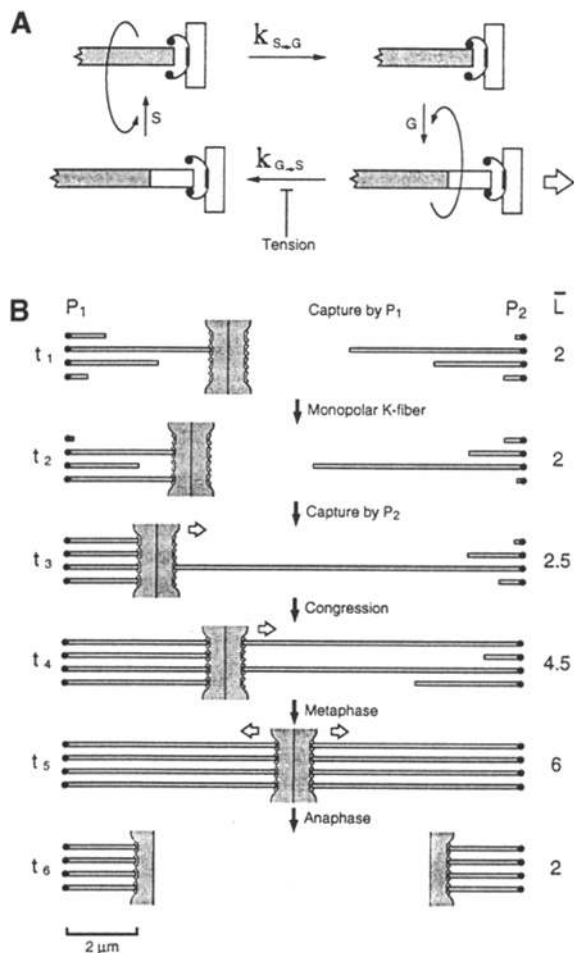 A
k S→G
S
G
k G→S
Tension
B
P1 Capture by P1 P2 L̄
t1 2
Monopolar K-fiber
t2 2
Capture by P2
t3 2.5
Congression
t4 4.5
Metaphase
t5 6
Anaphase
t6 2
2 μm